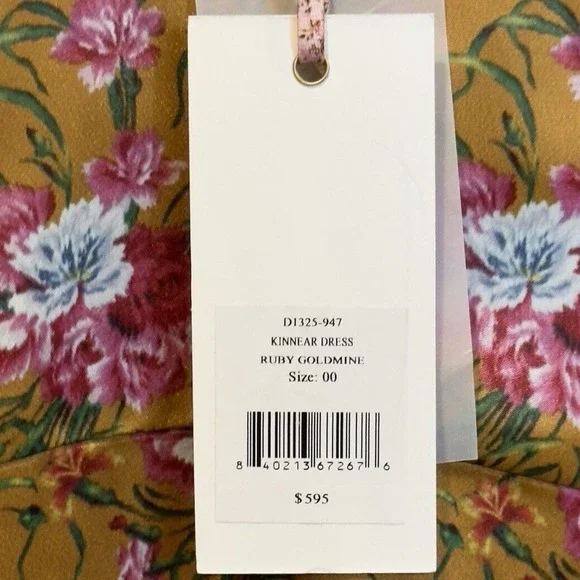 D1325-947
KINNEAR DRESS
RUBY GOLDMINE
Size: 00
8 40213 67267 6
$595